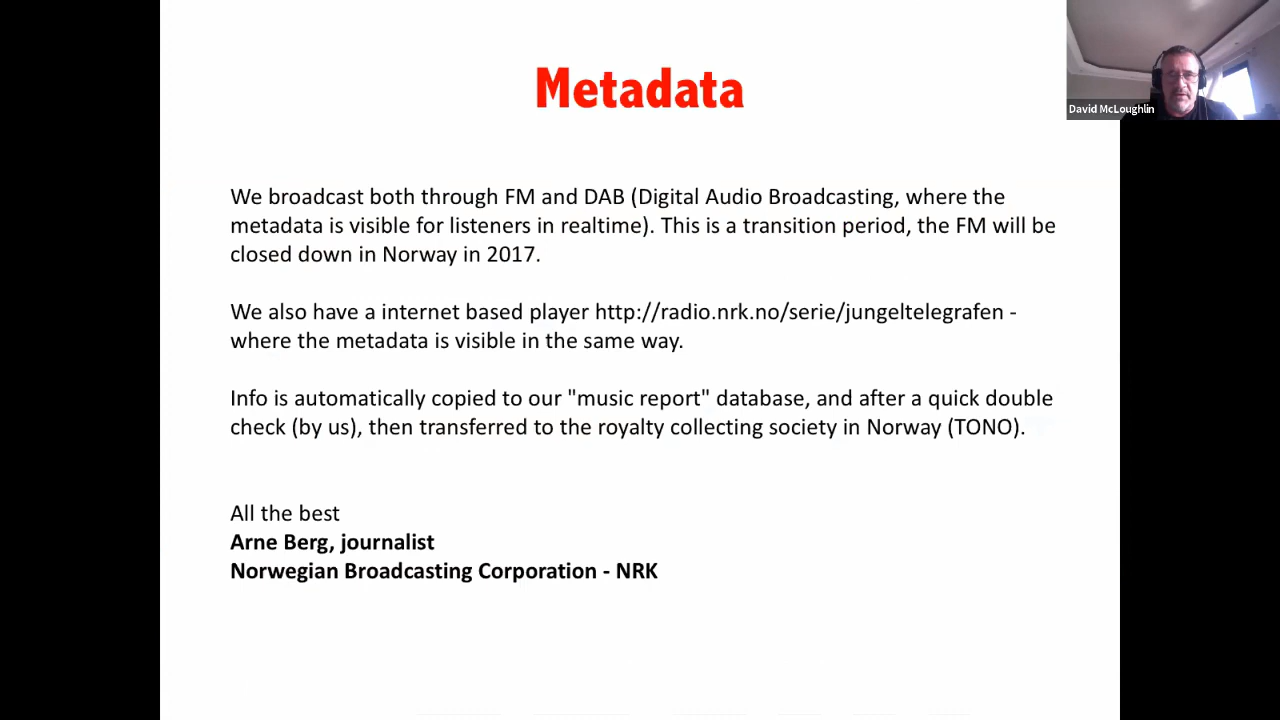 Metadata
David McLoughlin
We broadcast both through FM and DAB (Digital Audio Broadcasting, where the
metadata is visible for listeners in realtime). This is a transition period, the FM will be
closed down in Norway in 2017.
We also have a internet based player http://radio.nrk.no/serie/jungeltelegrafen -
where the metadata is visible in the same way.
Info is automatically copied to our "music report" database, and after a quick double
check (by us), then transferred to the royalty collecting society in Norway (TONO).
All the best
Arne Berg, journalist
Norwegian Broadcasting Corporation - NRK